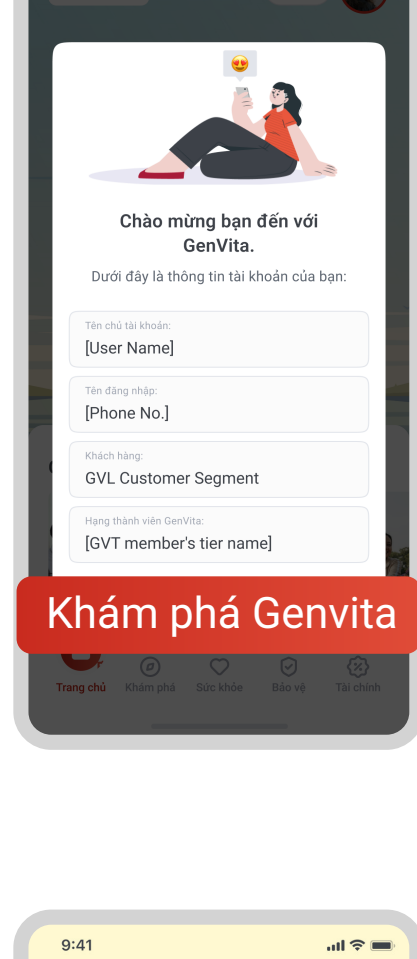 Chào mừng bạn đến với
GenVita.
Dưới đây là thông tin tài khoản của bạn:
Tên chủ tài khoản:
[User Name]
Tên đăng nhập:
[Phone No.]
Khách hàng:
GVL Customer Segment
Hạng thành viên GenVita:
[GVT member's tier name]
Khám phá Genvita
Trang chủ
Khám phá
Sức khỏe
Bảo vệ
Tài chính
9:41